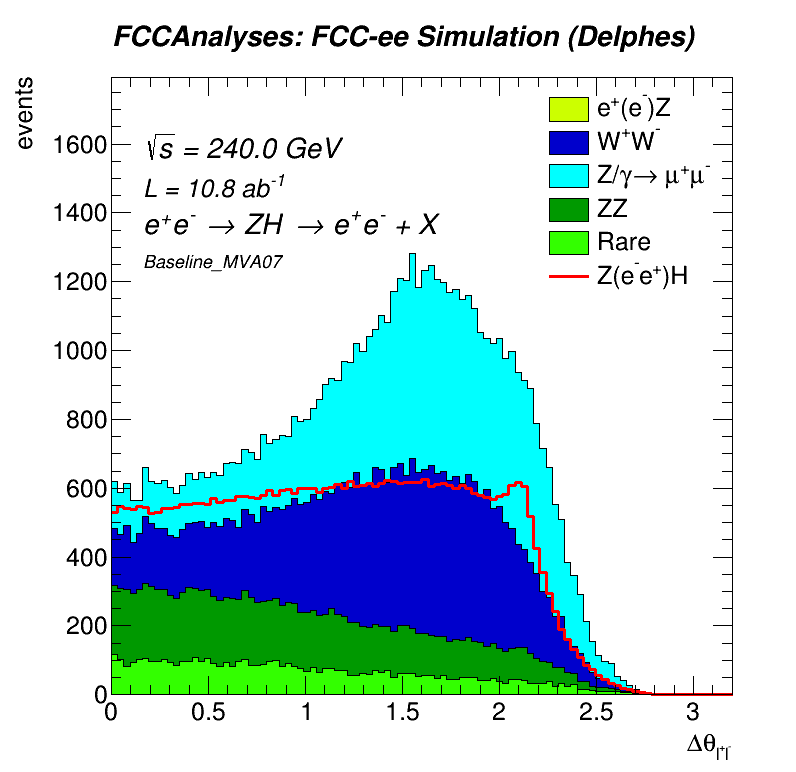 FCCAnalyses: FCC-ee Simulation (Delphes)
events
√s = 240.0 GeV
L = 10.8 ab⁻¹
e⁺e⁻ → ZH → e⁺e⁻ + X
Baseline_MVA07
e⁺(e⁻)Z
W⁺W⁻
Z/γ→ μ⁺μ⁻
ZZ
Rare
Z(e⁻e⁺)H
1600
1400
1200
1000
800
600
400
200
0
0 0.5 1 1.5 2 2.5 3
Δθ_l⁺l⁻